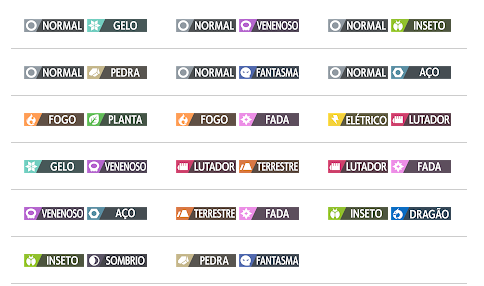 NORMAL GELO NORMAL VENENOSO NORMAL INSETO
NORMAL PEDRA NORMAL FANTASMA NORMAL AÇO
FOGO PLANTA FOGO FADA ELÉTRICO LUTADOR
GELO VENENOSO LUTADOR TERRESTRE LUTADOR FADA
VENENOSO AÇO TERRESTRE FADA INSETO DRAGÃO
INSETO SOMBRIO PEDRA FANTASMA